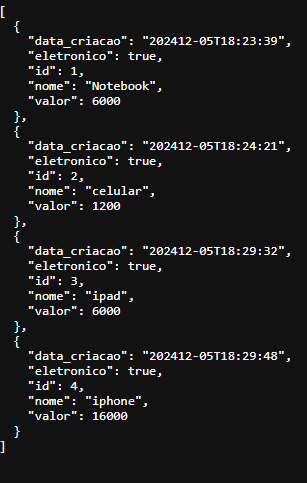 [
  {
    "data_criacao": "202412-05T18:23:39",
    "eletronico": true,
    "id": 1,
    "nome": "Notebook",
    "valor": 6000
  },
  {
    "data_criacao": "202412-05T18:24:21",
    "eletronico": true,
    "id": 2,
    "nome": "celular",
    "valor": 1200
  },
  {
    "data_criacao": "202412-05T18:29:32",
    "eletronico": true,
    "id": 3,
    "nome": "ipad",
    "valor": 6000
  },
  {
    "data_criacao": "202412-05T18:29:48",
    "eletronico": true,
    "id": 4,
    "nome": "iphone",
    "valor": 16000
  }
]